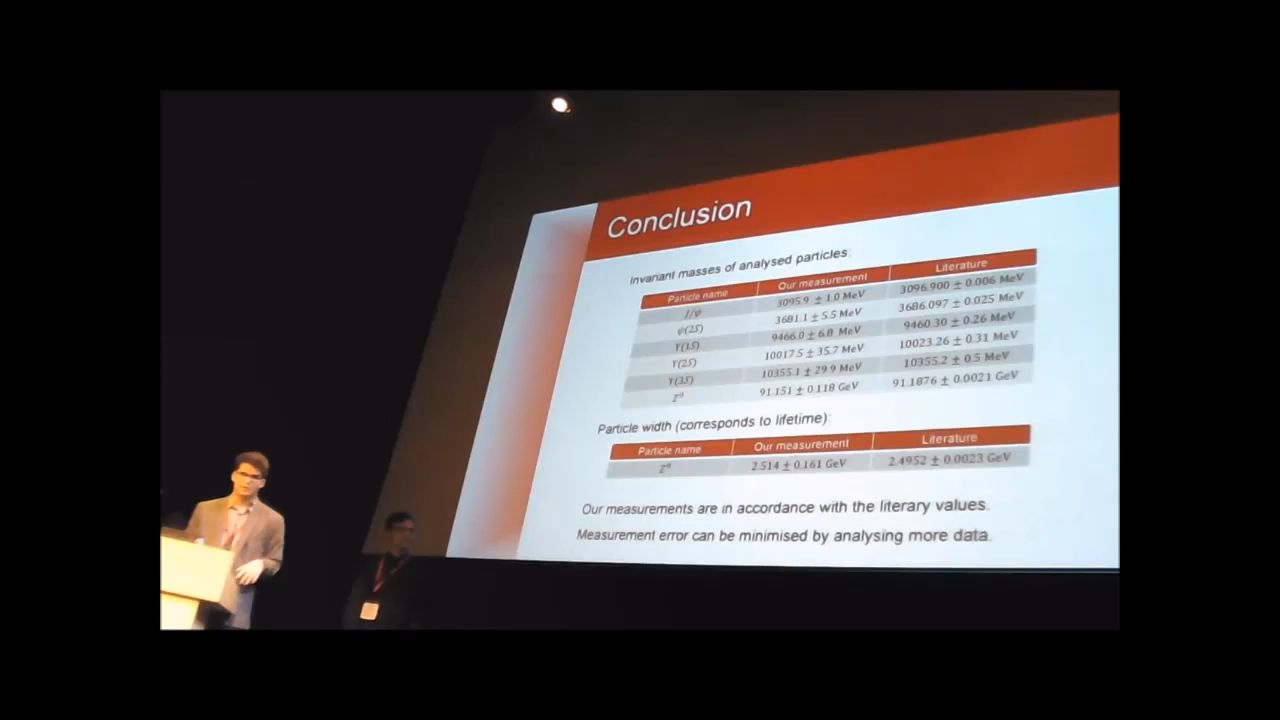 Conclusion
Invariant masses of analysed particles:
Particle name Our measurement Literature
J/ψ 3095.9 ± 1.0 MeV 3096.900 ± 0.006 MeV
ψ(2S) 3681.1 ± 5.5 MeV 3686.097 ± 0.025 MeV
Υ(1S) 9466.0 ± 6.8 MeV 9460.30 ± 0.26 MeV
Υ(2S) 10017.5 ± 35.7 MeV 10023.26 ± 0.31 MeV
Υ(3S) 10355.1 ± 29.9 MeV 10355.2 ± 0.5 MeV
Z⁰ 91.151 ± 0.118 GeV 91.1876 ± 0.0021 GeV
Particle width (corresponds to lifetime):
Particle name Our measurement Literature
Z⁰ 2.514 ± 0.161 GeV 2.4952 ± 0.0023 GeV
Our measurements are in accordance with the literary values.
Measurement error can be minimised by analysing more data.